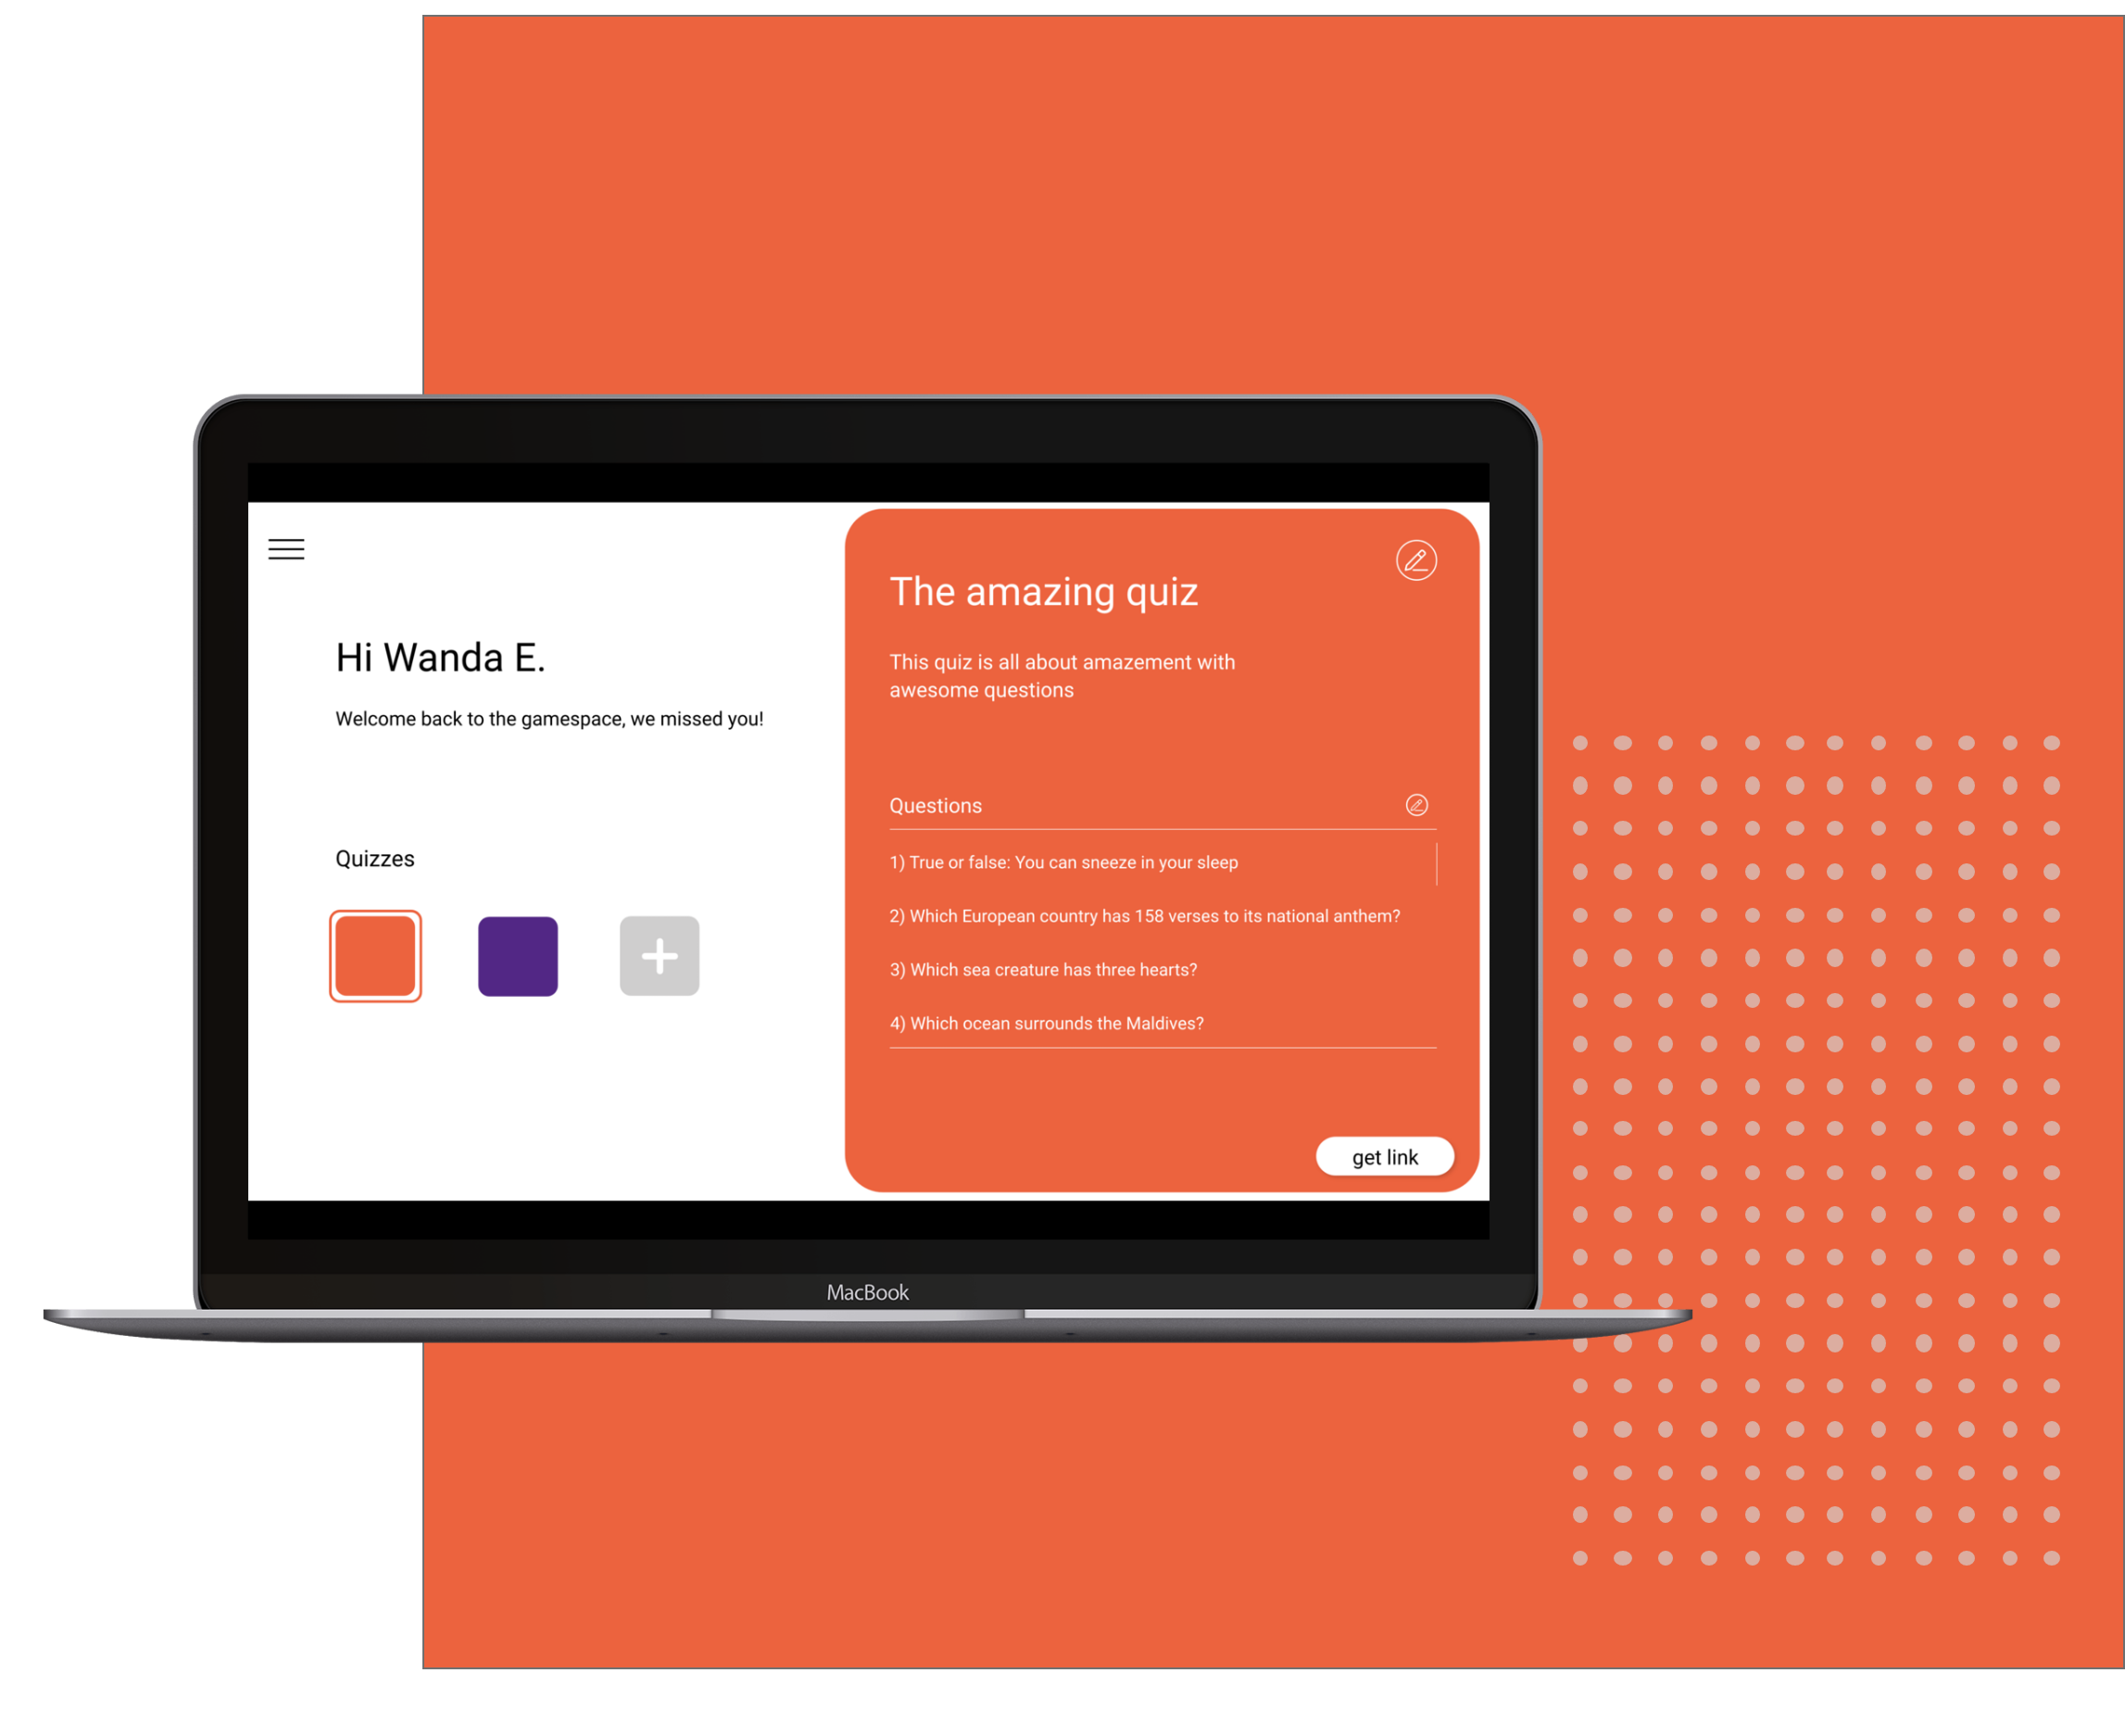 Hi Wanda E.
Welcome back to the gamespace, we missed you!
Quizzes
The amazing quiz
This quiz is all about amazement with
awesome questions
Questions
1) True or false: You can sneeze in your sleep
2) Which European country has 158 verses to its national anthem?
3) Which sea creature has three hearts?
4) Which ocean surrounds the Maldives?
get link
MacBook